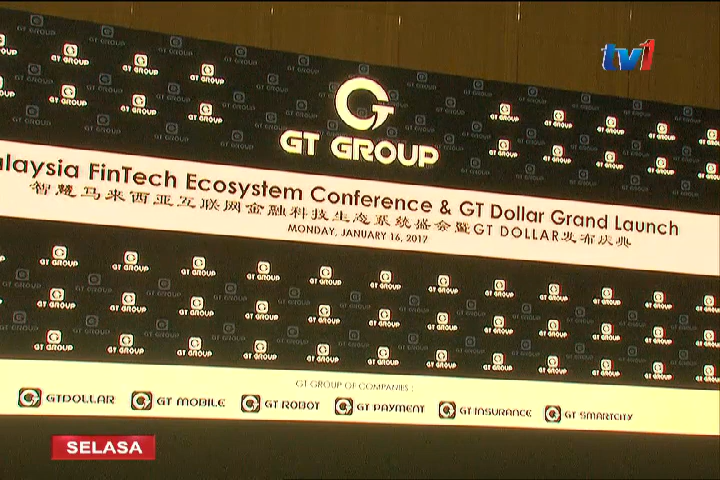 tv1
GT GROUP
alaysia FinTech Ecosystem Conference & GT Dollar Grand Launch
智慧马来西亚互联网金融科技生态系统盛会暨GT DOLLAR发布庆典
MONDAY, JANUARY 16, 2017
GT GROUP OF COMPANIES :
GTDOLLAR GT MOBILE GT ROBOT GT PAYMENT GT INSURANCE GT SMARTCITY
SELASA